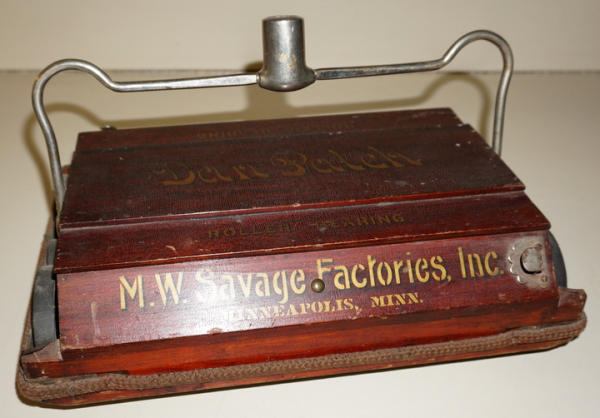 Dan Patch
ROLLER BEARING
M.W. Savage Factories, Inc.
MINNEAPOLIS, MINN.